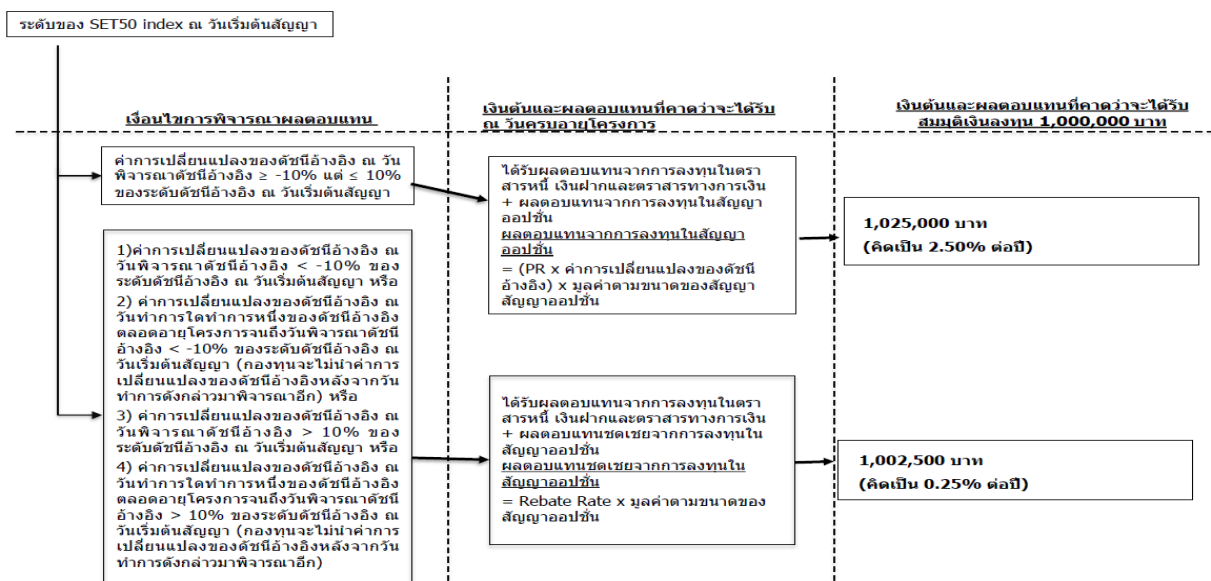 ระดับของ SET50 index ณ วันเริ่มต้นสัญญา
เงื่อนไขการพิจารณาผลตอบแทน
เงินต้นและผลตอบแทนที่คาดว่าจะได้รับ
ณ วันครบอายุโครงการ
เงินต้นและผลตอบแทนที่คาดว่าจะได้รับ
สมมุติเงินลงทุน 1,000,000 บาท
ค่าการเปลี่ยนแปลงของดัชนีอ้างอิง ณ วัน
พิจารณาดัชนีอ้างอิง ≥ -10% แต่ ≤ 10%
ของระดับดัชนีอ้างอิง ณ วันเริ่มต้นสัญญา
ได้รับผลตอบแทนจากการลงทุนในตรา
สารหนี้ เงินฝากและตราสารทางการเงิน
+ ผลตอบแทนจากการลงทุนในสัญญา
ออปชั่น
ผลตอบแทนจากการลงทุนในสัญญา
ออปชั่น
= (PR x ค่าการเปลี่ยนแปลงของดัชนี
อ้างอิง) x มูลค่าตามขนาดของสัญญา
สัญญาออปชั่น
1,025,000 บาท
(คิดเป็น 2.50% ต่อปี)
1)ค่าการเปลี่ยนแปลงของดัชนีอ้างอิง ณ
วันพิจารณาดัชนีอ้างอิง < -10% ของ
ระดับดัชนีอ้างอิง ณ วันเริ่มต้นสัญญา หรือ
2) ค่าการเปลี่ยนแปลงของดัชนีอ้างอิง ณ
วันทำการใดทำการหนึ่งของดัชนีอ้างอิง
ตลอดอายุโครงการจนถึงวันพิจารณาดัชนี
อ้างอิง < -10% ของระดับดัชนีอ้างอิง ณ
วันเริ่มต้นสัญญา (กองทุนจะไม่นำค่าการ
เปลี่ยนแปลงของดัชนีอ้างอิงหลังจากวัน
ทำการดังกล่าวมาพิจารณาอีก) หรือ
3) ค่าการเปลี่ยนแปลงของดัชนีอ้างอิง ณ
วันพิจารณาดัชนีอ้างอิง > 10% ของ
ระดับดัชนีอ้างอิง ณ วันเริ่มต้นสัญญา หรือ
4) ค่าการเปลี่ยนแปลงของดัชนีอ้างอิง ณ
วันทำการใดทำการหนึ่งของดัชนีอ้างอิง
ตลอดอายุโครงการจนถึงวันพิจารณาดัชนี
อ้างอิง > 10% ของระดับดัชนีอ้างอิง ณ
วันเริ่มต้นสัญญา (กองทุนจะไม่นำค่าการ
เปลี่ยนแปลงของดัชนีอ้างอิงหลังจากวัน
ทำการดังกล่าวมาพิจารณาอีก)
ได้รับผลตอบแทนจากการลงทุนในตรา
สารหนี้ เงินฝากและตราสารทางการเงิน
+ ผลตอบแทนชดเชยจากการลงทุนใน
สัญญาออปชั่น
ผลตอบแทนชดเชยจากการลงทุนใน
สัญญาออปชั่น
= Rebate Rate x มูลค่าตามขนาดของ
สัญญาออปชั่น
1,002,500 บาท
(คิดเป็น 0.25% ต่อปี)